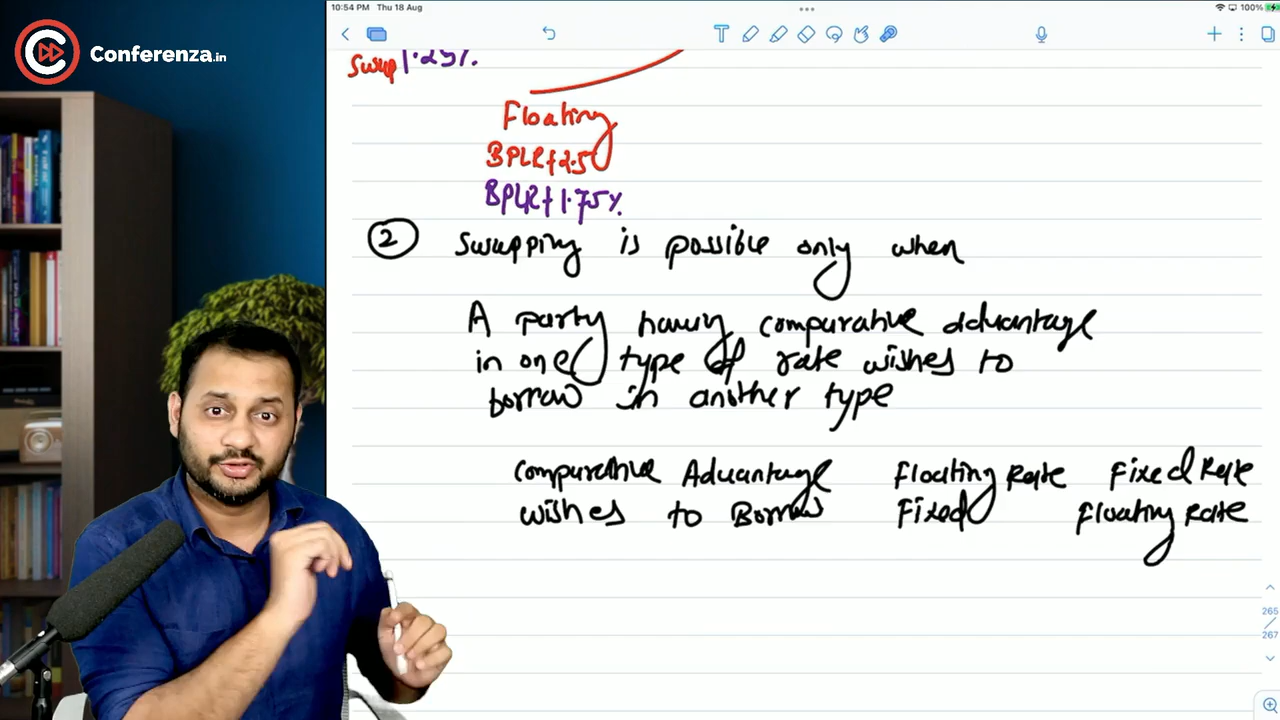 10:54 PM Thu 18 Aug
100%
Conferenza.in
Swap 1.25%.
Floating
BPLR+2.5
BPLR+1.75%.
2 Swapping is possible only when
A party having comparative advantage
in one type of rate wishes to
borrow in another type
Comparative Advantage Floating Rate Fixed Rate
wishes to Borrow Fixed Floating Rate
265
267